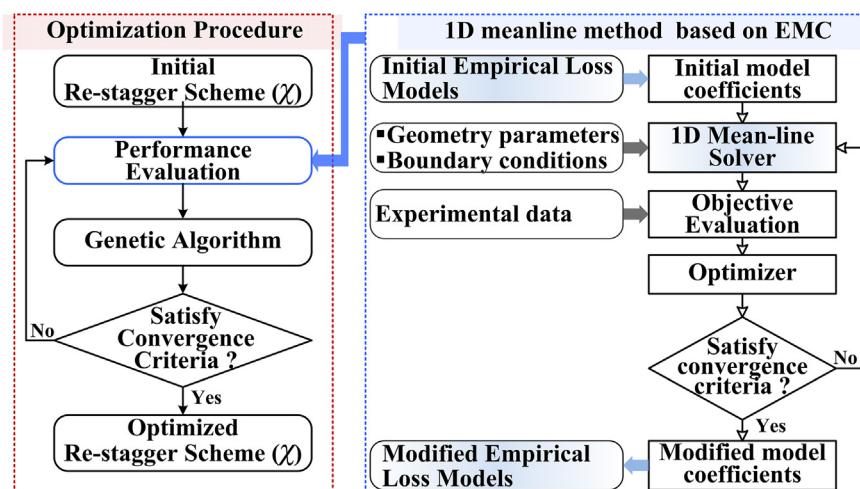 Optimization Procedure
Initial
Re-stagger Scheme (χ)
Performance
Evaluation
Genetic Algorithm
Satisfy
Convergence
Criteria ?
No
Yes
Optimized
Re-stagger Scheme (χ)
1D meanline method based on EMC
Initial Empirical Loss
Models
Initial model
coefficients
▪Geometry parameters
▪Boundary conditions
1D Mean-line
Solver
Experimental data
Objective
Evaluation
Optimizer
Satisfy
convergence
criteria ?
No
Yes
Modified Empirical
Loss Models
Modified model
coefficients